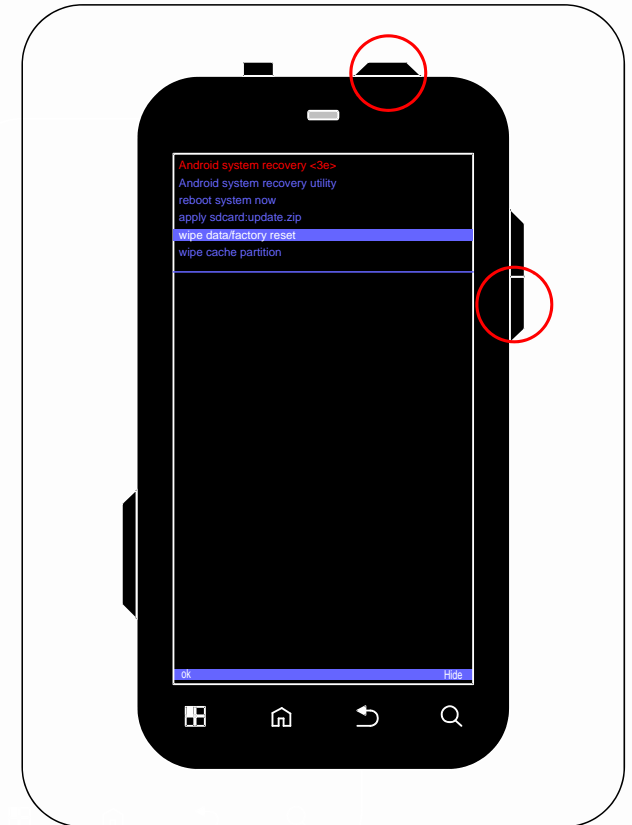 Android system recovery <3e>
Android system recovery utility
reboot system now
apply sdcard:update.zip
wipe data/factory reset
wipe cache partition
ok Hide